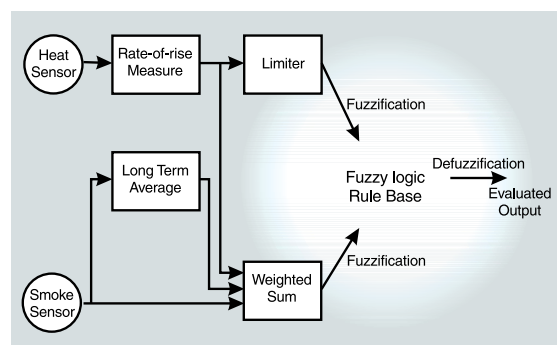 Heat
Sensor
Rate-of-rise
Measure
Limiter
Fuzzification
Long Term
Average
Fuzzy logic
Rule Base
Defuzzification
Evaluated
Output
Fuzzification
Smoke
Sensor
Weighted
Sum